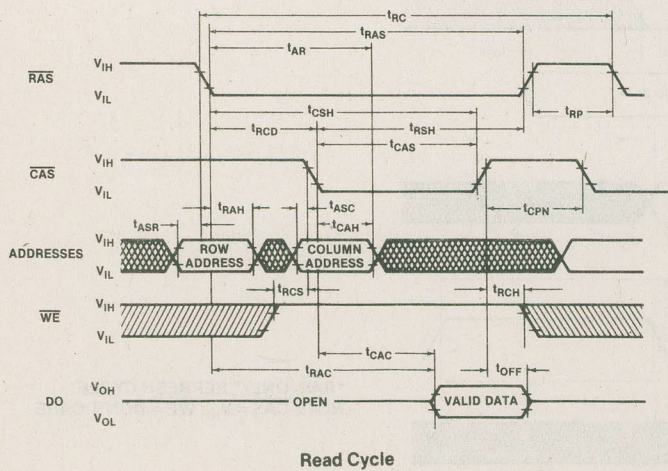 tRC
tRAS
tAR
RAS
VIH
VIL
tRP
tCSH
tRCD
tRSH
tCAS
CAS
VIH
VIL
tCPN
tASR
tRAH
tASC
tCAH
ADDRESSES
VIH
VIL
ROW
ADDRESS
COLUMN
ADDRESS
tRCS
tRCH
WE
VIH
VIL
tCAC
tRAC
tOFF
DO
VOH
VOL
OPEN
VALID DATA
Read Cycle